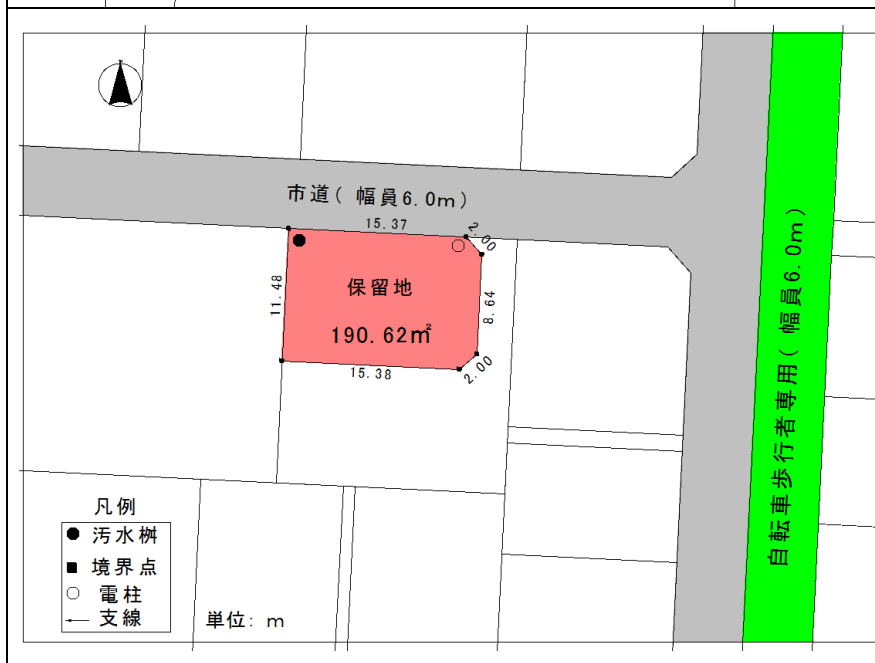 市道( 幅員6.0m)
15.37
2.00
11.48
保留地
8.64
190.62㎡
15.38
2.00
自転車歩行者専用( 幅員6.0m)
凡例
汚水桝
境界点
電柱
支線
単位: m